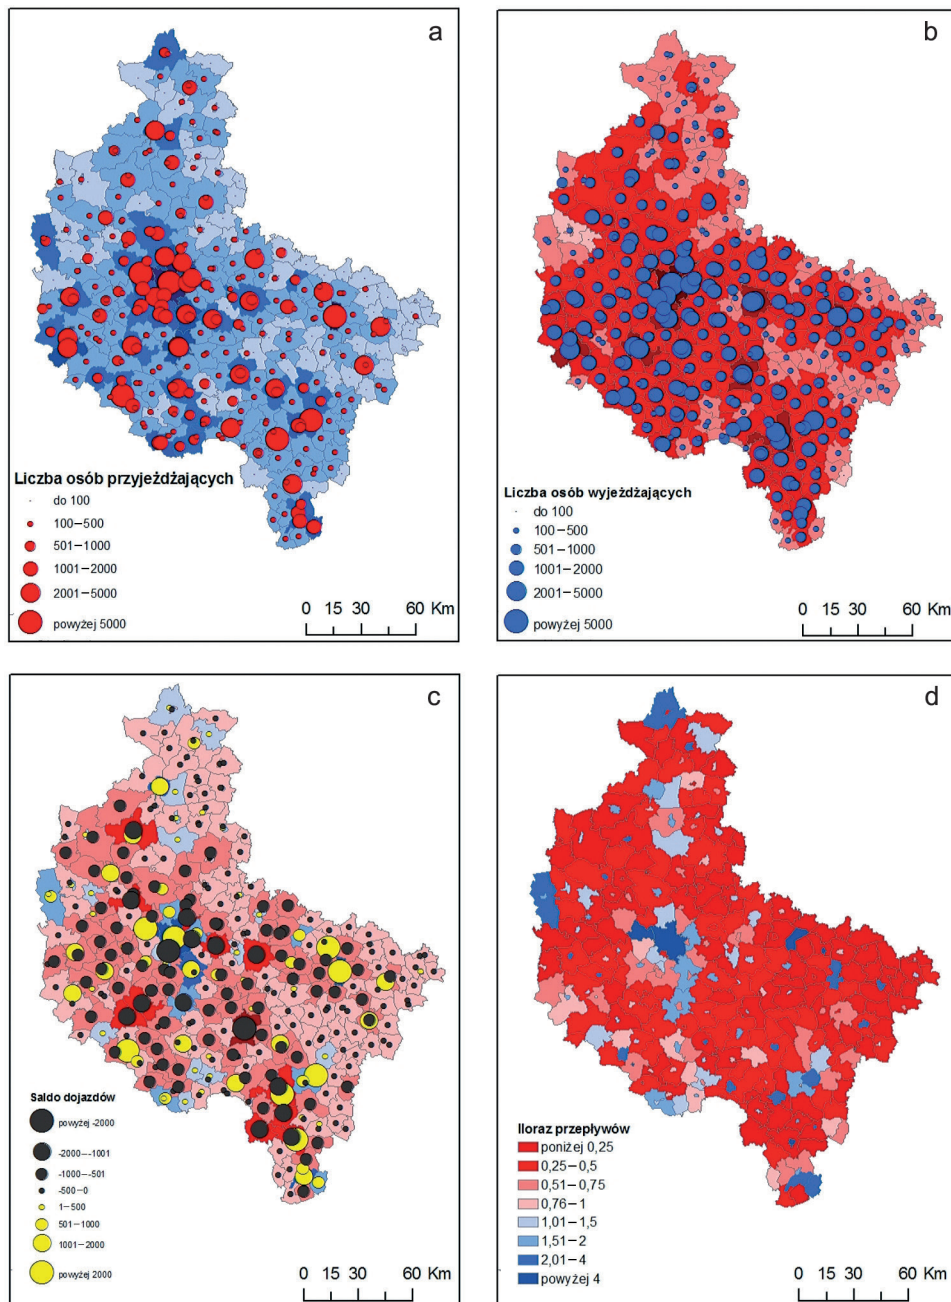 a
Liczba osób przyjeżdżających
do 100
100–500
501–1000
1001–2000
2001–5000
powyżej 5000
0 15 30 60 Km
b
Liczba osób wyjeżdżających
do 100
100–500
501–1000
1001–2000
2001–5000
powyżej 5000
0 15 30 60 Km
c
Saldo dojazdów
powyżej -2000
-2000–-1001
-1000–-501
-500–0
1–500
501–1000
1001–2000
powyżej 2000
0 15 30 60 Km
d
Iloraz przepływów
poniżej 0,25
0,25–0,5
0,51–0,75
0,76–1
1,01–1,5
1,51–2
2,01–4
powyżej 4
0 15 30 60 Km